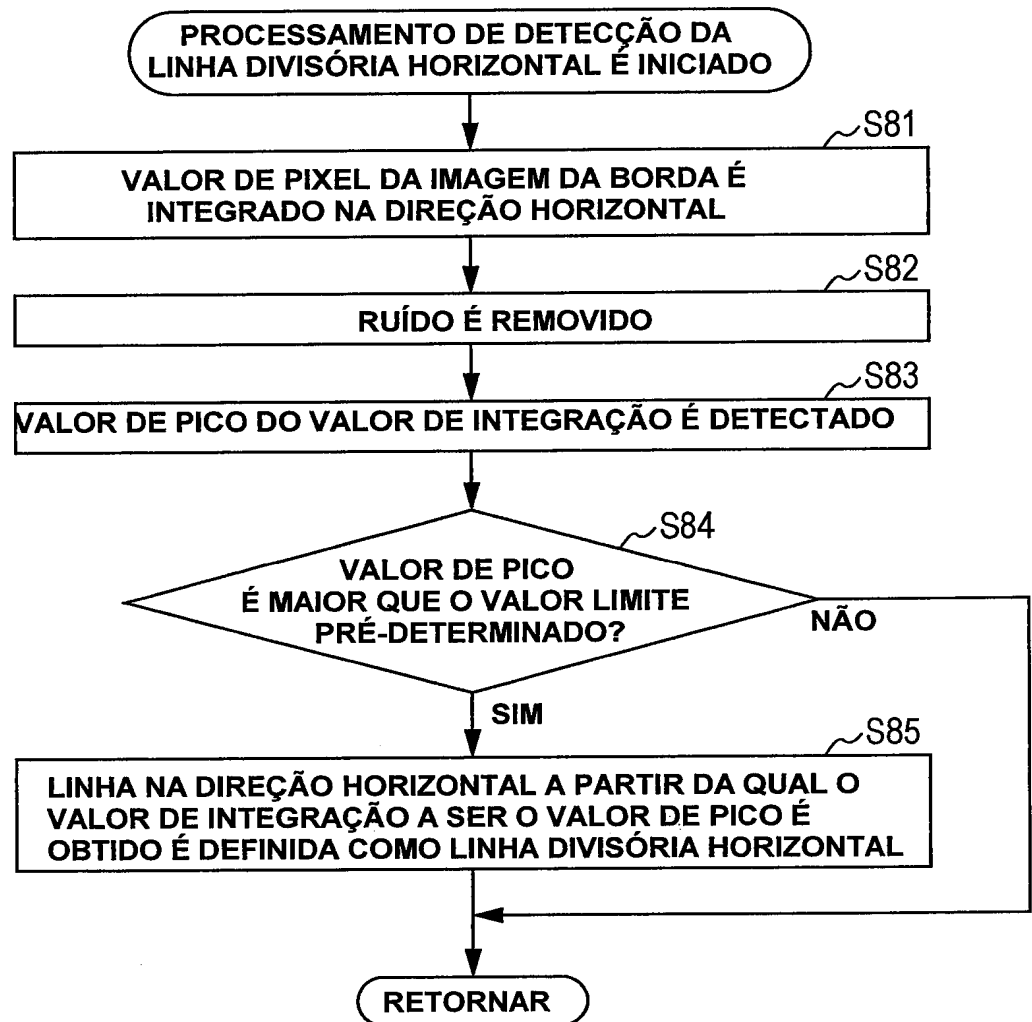 PROCESSAMENTO DE DETECÇÃO DA
LINHA DIVISÓRIA HORIZONTAL É INICIADO
S81
VALOR DE PIXEL DA IMAGEM DA BORDA É
INTEGRADO NA DIREÇÃO HORIZONTAL
S82
RUÍDO É REMOVIDO
S83
VALOR DE PICO DO VALOR DE INTEGRAÇÃO É DETECTADO
S84
VALOR DE PICO
É MAIOR QUE O VALOR LIMITE
PRÉ-DETERMINADO?
NÃO
SIM
S85
LINHA NA DIREÇÃO HORIZONTAL A PARTIR DA QUAL O
VALOR DE INTEGRAÇÃO A SER O VALOR DE PICO É
OBTIDO É DEFINIDA COMO LINHA DIVISÓRIA HORIZONTAL
RETORNAR